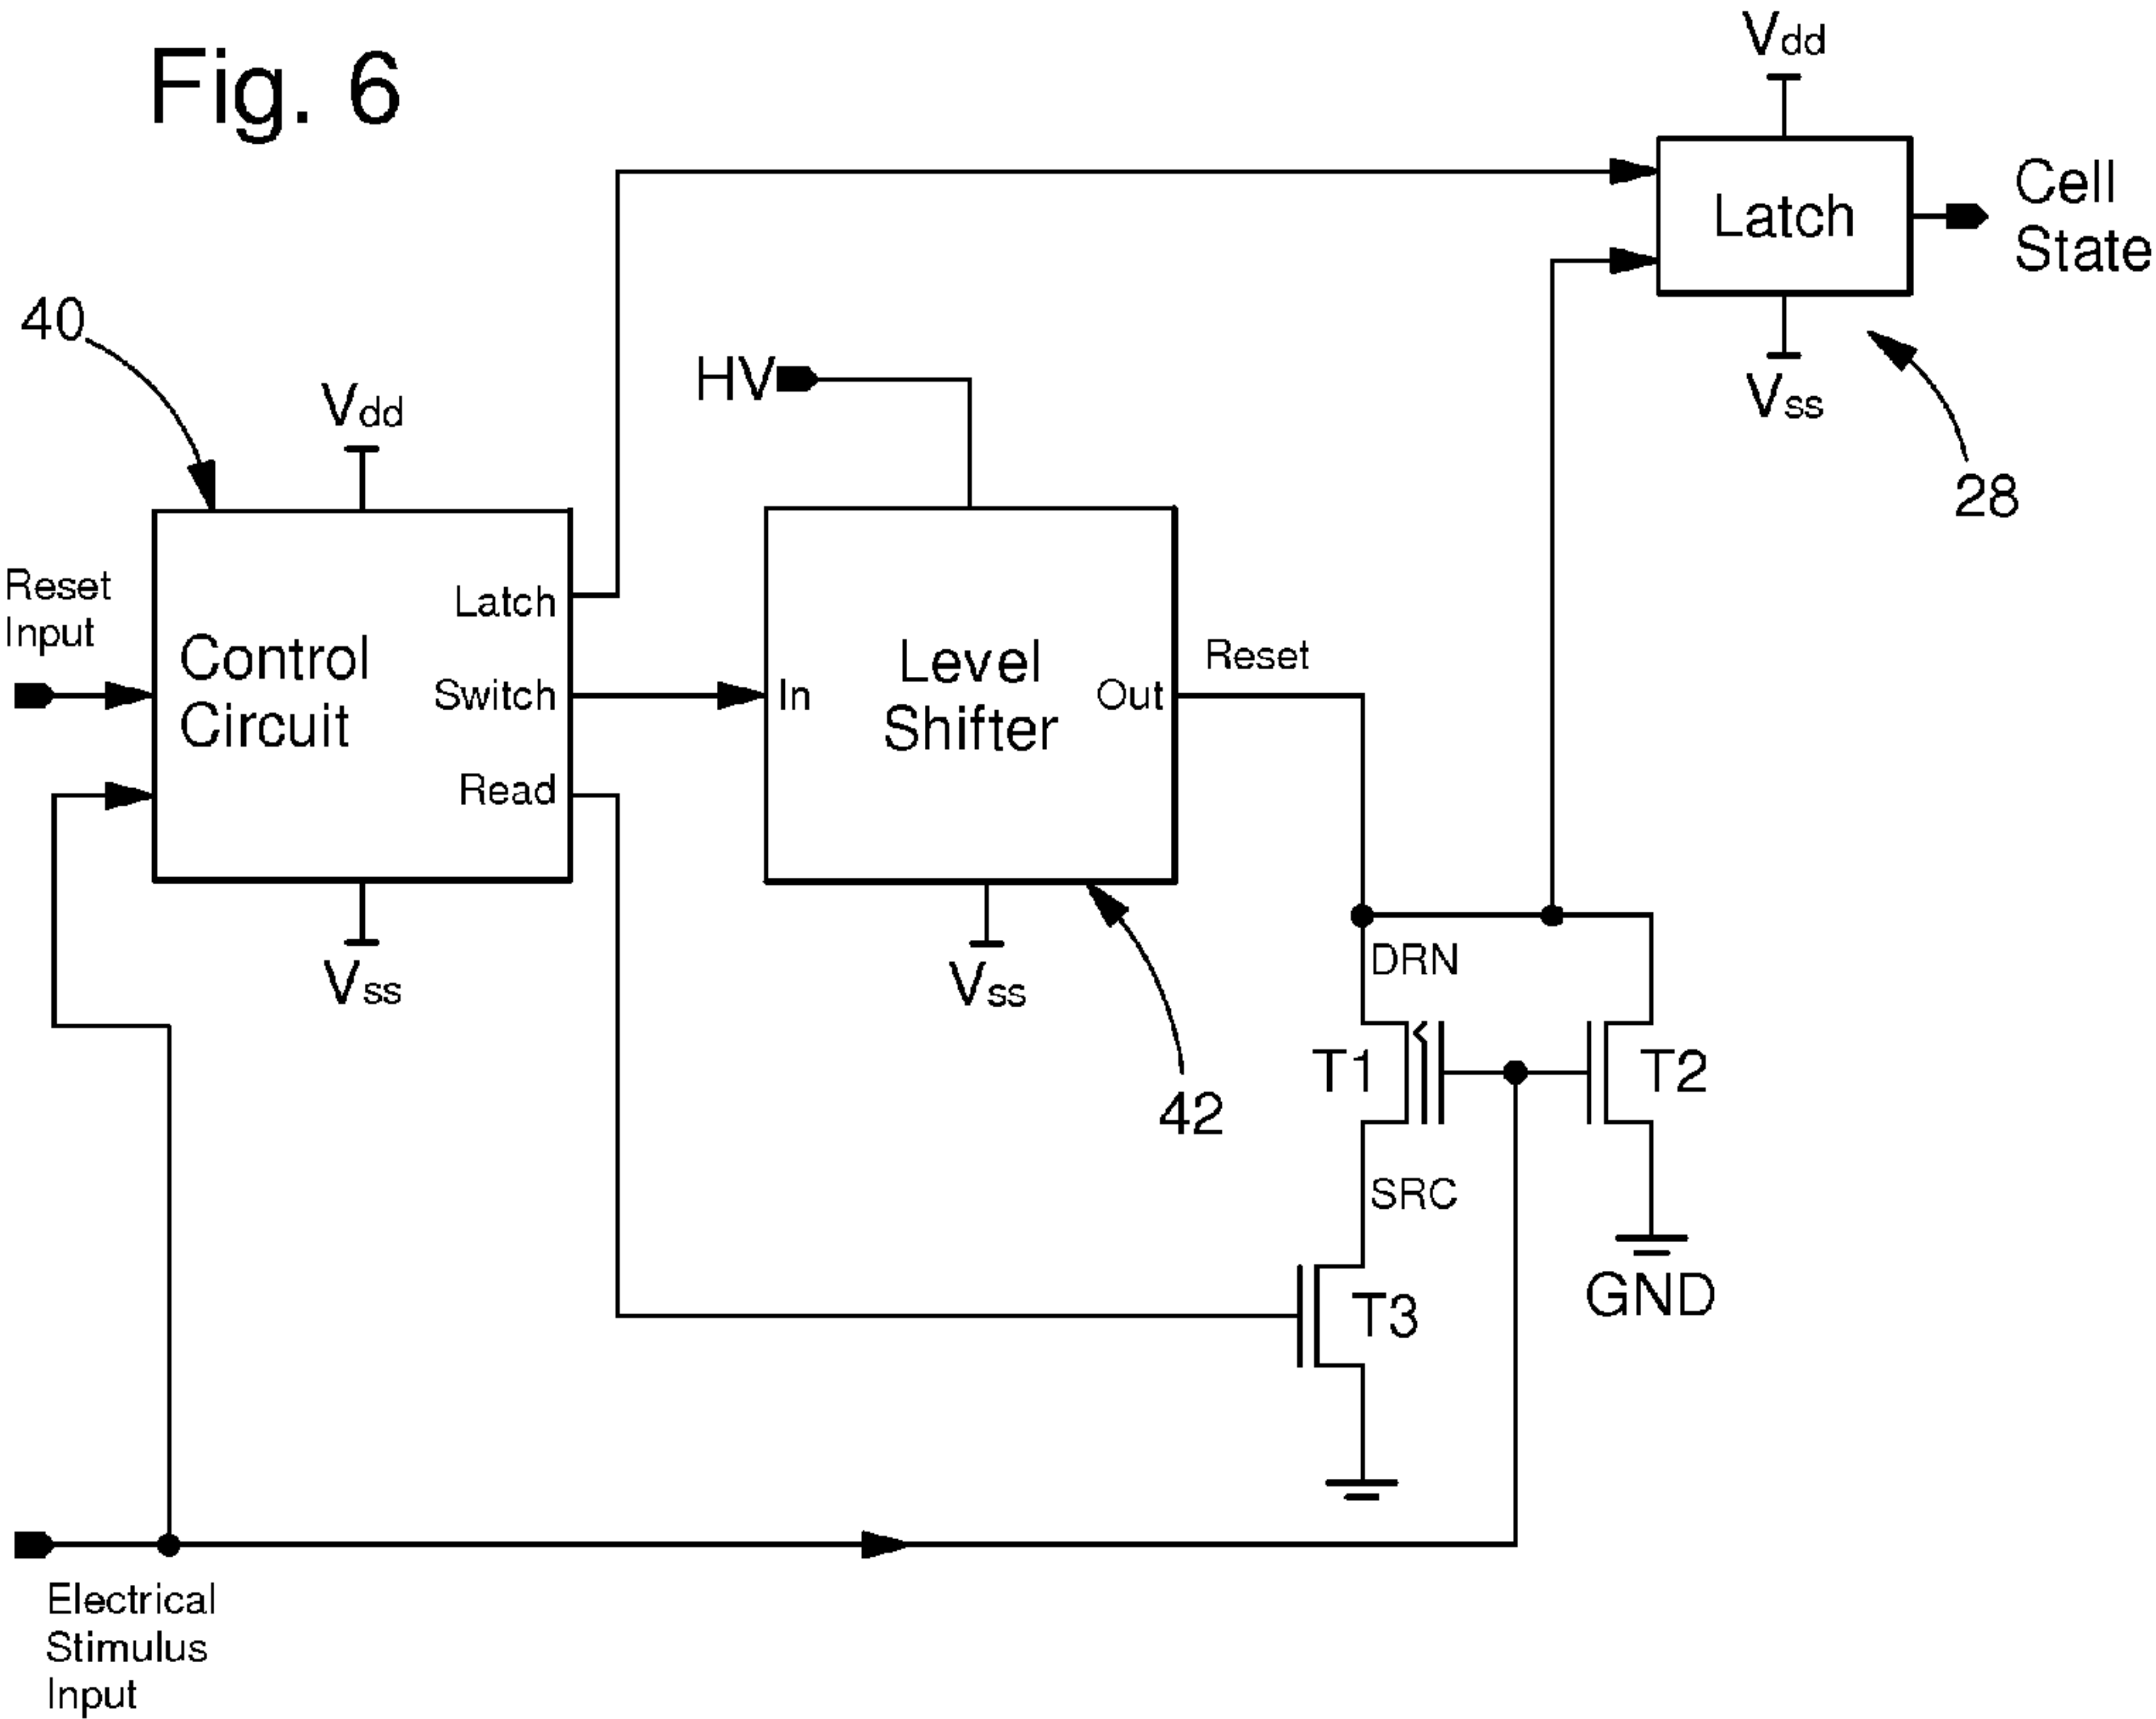 Fig. 6
Vdd
Latch
Cell
State
Vss
28
40
Vdd
HV
Reset
Input
Control
Circuit
Latch
Switch
Read
Vss
In
Level
Shifter
Out
Vss
42
Reset
DRN
T1
T2
SRC
GND
T3
Electrical
Stimulus
Input